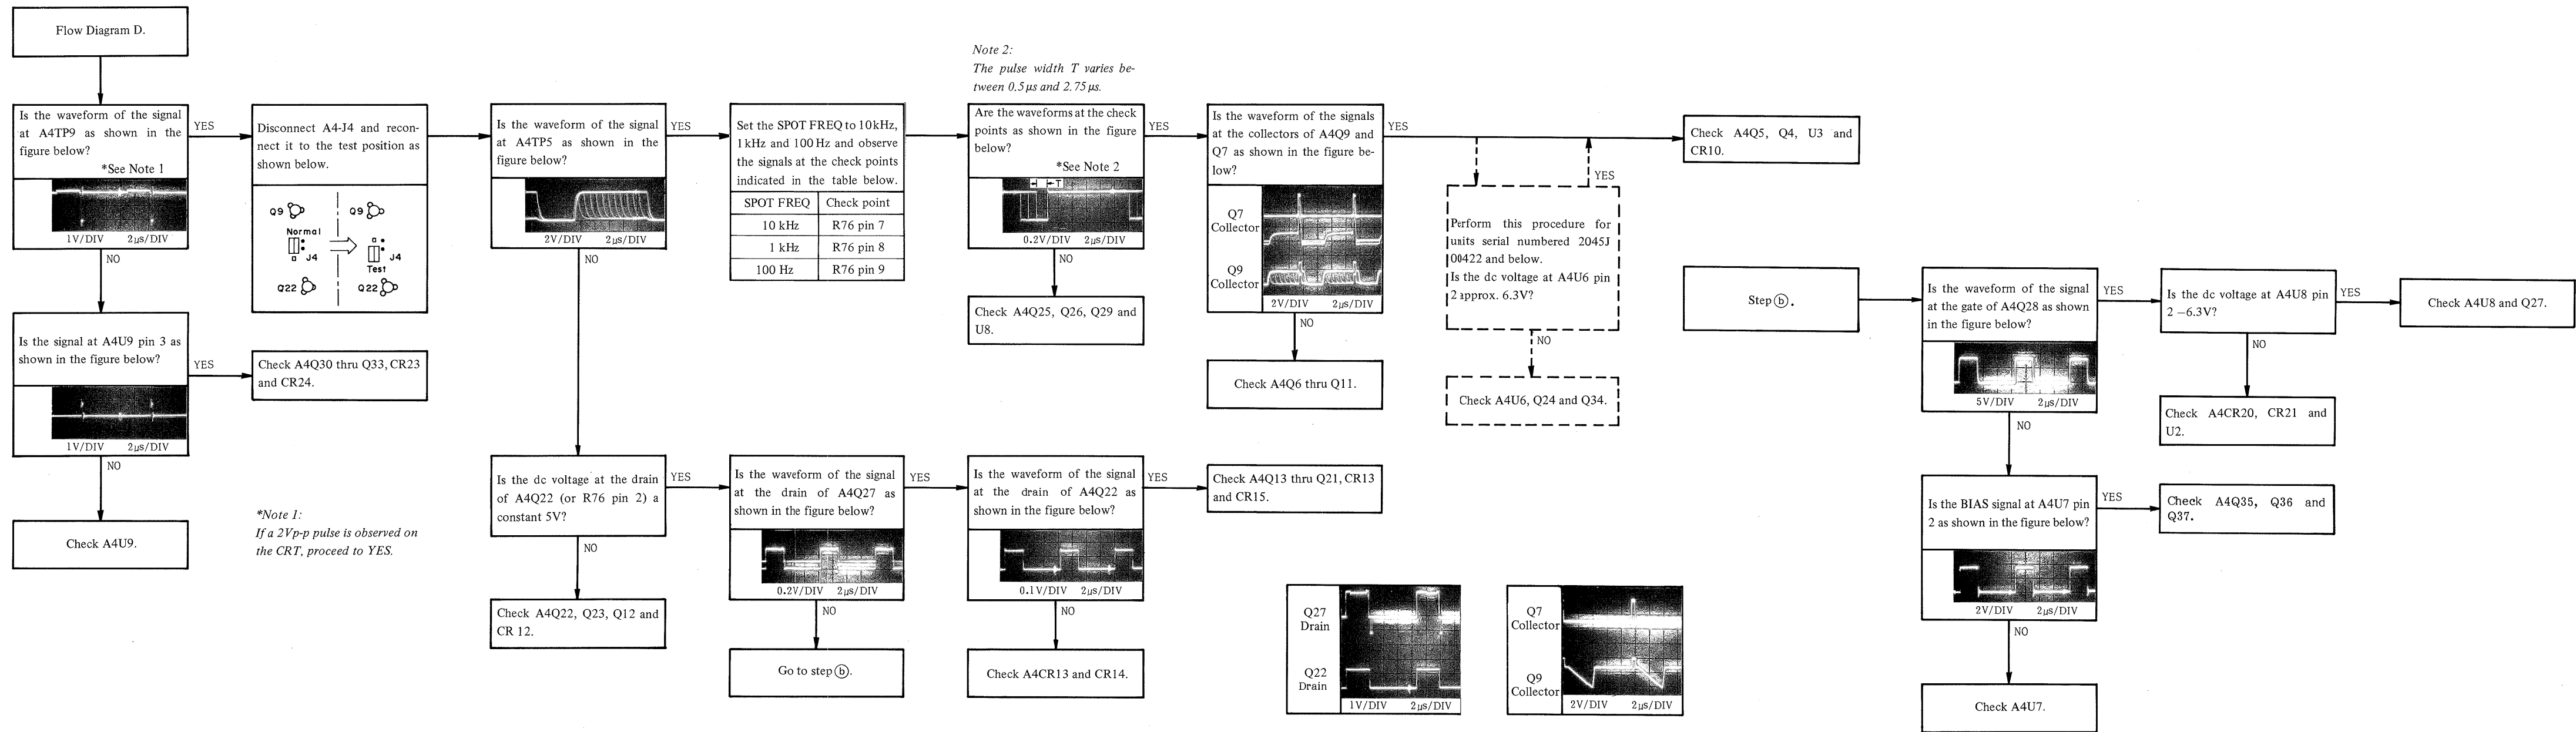 Flow Diagram D.
Is the waveform of the signal
at A4TP9 as shown in the
figure below?
*See Note 1
1V/DIV 2µs/DIV
YES
NO
Is the signal at A4U9 pin 3 as
shown in the figure below?
1V/DIV 2µs/DIV
YES
NO
Check A4U9.
Check A4Q30 thru Q33, CR23
and CR24.
Disconnect A4-J4 and recon-
nect it to the test position as
shown below.
Q9 Q9
Normal
J4 J4
Test
Q22 Q22
*Note 1:
If a 2Vp-p pulse is observed on
the CRT, proceed to YES.
Is the waveform of the signal
at A4TP5 as shown in the
figure below?
2V/DIV 2µs/DIV
YES
NO
Is the dc voltage at the drain
of A4Q22 (or R76 pin 2) a
constant 5V?
YES
NO
Check A4Q22, Q23, Q12 and
CR 12.
Set the SPOT FREQ to 10kHz,
1kHz and 100 Hz and observe
the signals at the check points
indicated in the table below.
SPOT FREQ Check point
10 kHz R76 pin 7
1 kHz R76 pin 8
100 Hz R76 pin 9
Is the waveform of the signal
at the drain of A4Q27 as
shown in the figure below?
0.2V/DIV 2µs/DIV
YES
NO
Go to step ⓑ.
Note 2:
The pulse width T varies be-
tween 0.5µs and 2.75µs.
Are the waveforms at the check
points as shown in the figure
below?
*See Note 2
T
0.2V/DIV 2µs/DIV
YES
NO
Check A4Q25, Q26, Q29 and
U8.
Is the waveform of the signal
at the drain of A4Q22 as
shown in the figure below?
0.1V/DIV 2µs/DIV
YES
NO
Check A4CR13 and CR14.
Is the waveform of the signals
at the collectors of A4Q9 and
Q7 as shown in the figure be-
low?
Q7
Collector
Q9
Collector
2V/DIV 2µs/DIV
YES
NO
Check A4Q6 thru Q11.
Check A4Q13 thru Q21, CR13
and CR15.
Q27
Drain
Q22
Drain
1V/DIV 2µs/DIV
YES
Perform this procedure for
units serial numbered 2045J
00422 and below.
Is the dc voltage at A4U6 pin
2 approx. 6.3V?
NO
Check A4U6, Q24 and Q34.
Q7
Collector
Q9
Collector
2V/DIV 2µs/DIV
Check A4Q5, Q4, U3 and
CR10.
Step ⓑ.
Is the waveform of the signal
at the gate of A4Q28 as shown
in the figure below?
5V/DIV 2µs/DIV
YES
NO
Is the BIAS signal at A4U7 pin
2 as shown in the figure below?
2V/DIV 2µs/DIV
YES
NO
Check A4U7.
Is the dc voltage at A4U8 pin
2 −6.3V?
YES
NO
Check A4CR20, CR21 and
U2.
Check A4Q35, Q36 and
Q37.
Check A4U8 and Q27.